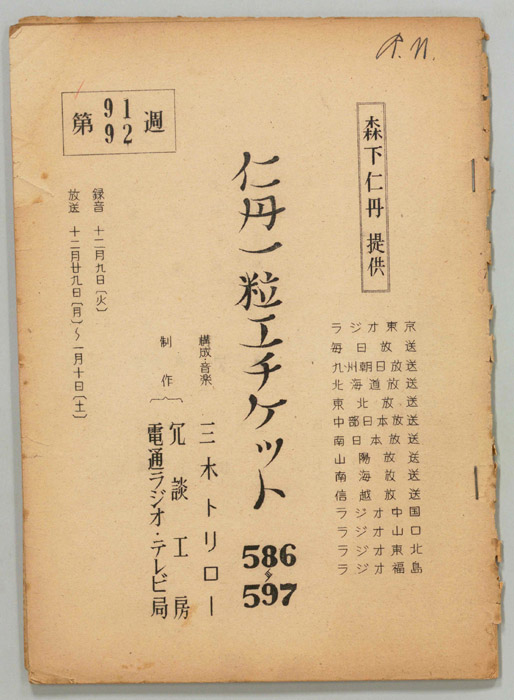 P.N.
森下仁丹 提供
ラジオ東京
毎日放送
九州朝日放送
北海道放送
東北放送
中部日本放送
南日本放送
山陽放送
南海放送
信越放送
ラジオ中国
ラジオ山口
ラジオ東北
ラジオ福島
仁丹一粒エチケット
586〜597
構成・音楽 三木トリロー
制作 冗談工房
電通ラジオ・テレビ局
第91 92週
録音 十二月九日〔火〕
放送 十二月廿九日〔月〕〜一月十日〔土〕